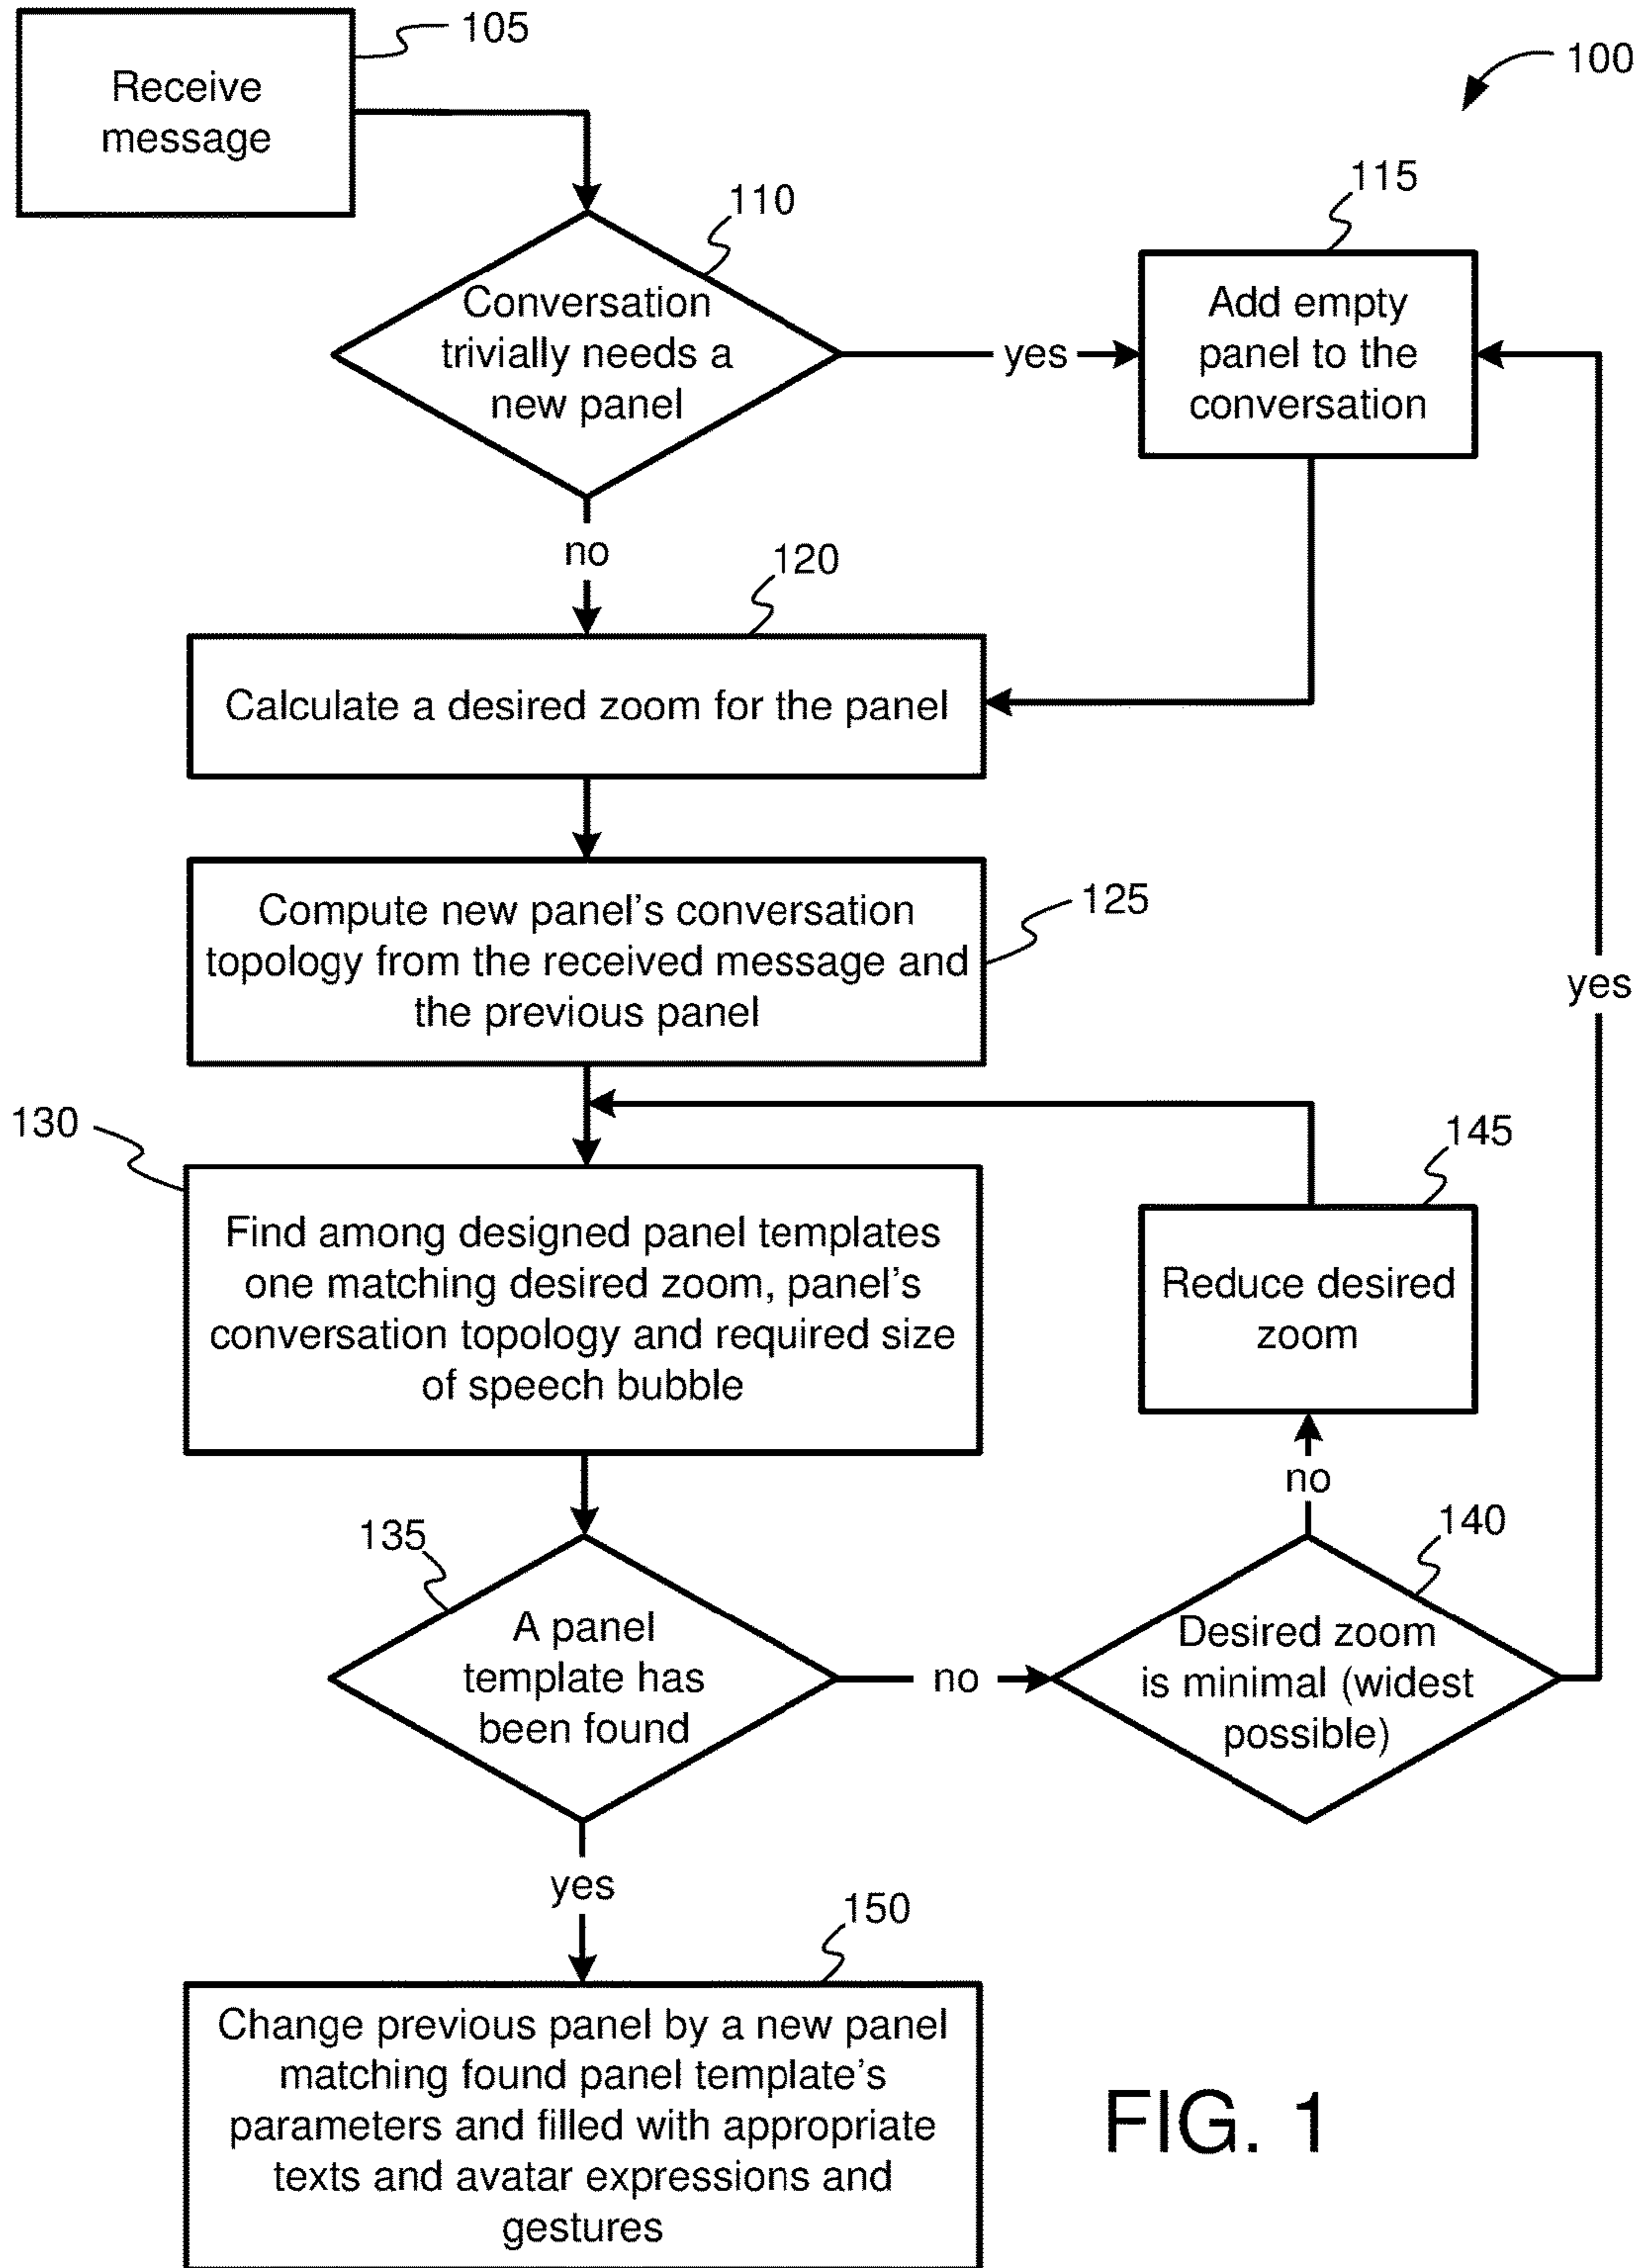 105
Receive
message
100
110
115
Conversation
trivially needs a
new panel
yes
Add empty
panel to the
conversation
no
120
Calculate a desired zoom for the panel
125
Compute new panel's conversation
topology from the received message and
the previous panel
yes
130
145
Find among designed panel templates
one matching desired zoom, panel's
conversation topology and required size
of speech bubble
Reduce desired
zoom
no
135
140
A panel
template has
been found
no
Desired zoom
is minimal (widest
possible)
yes
150
Change previous panel by a new panel
matching found panel template's
parameters and filled with appropriate
texts and avatar expressions and
gestures
FIG. 1